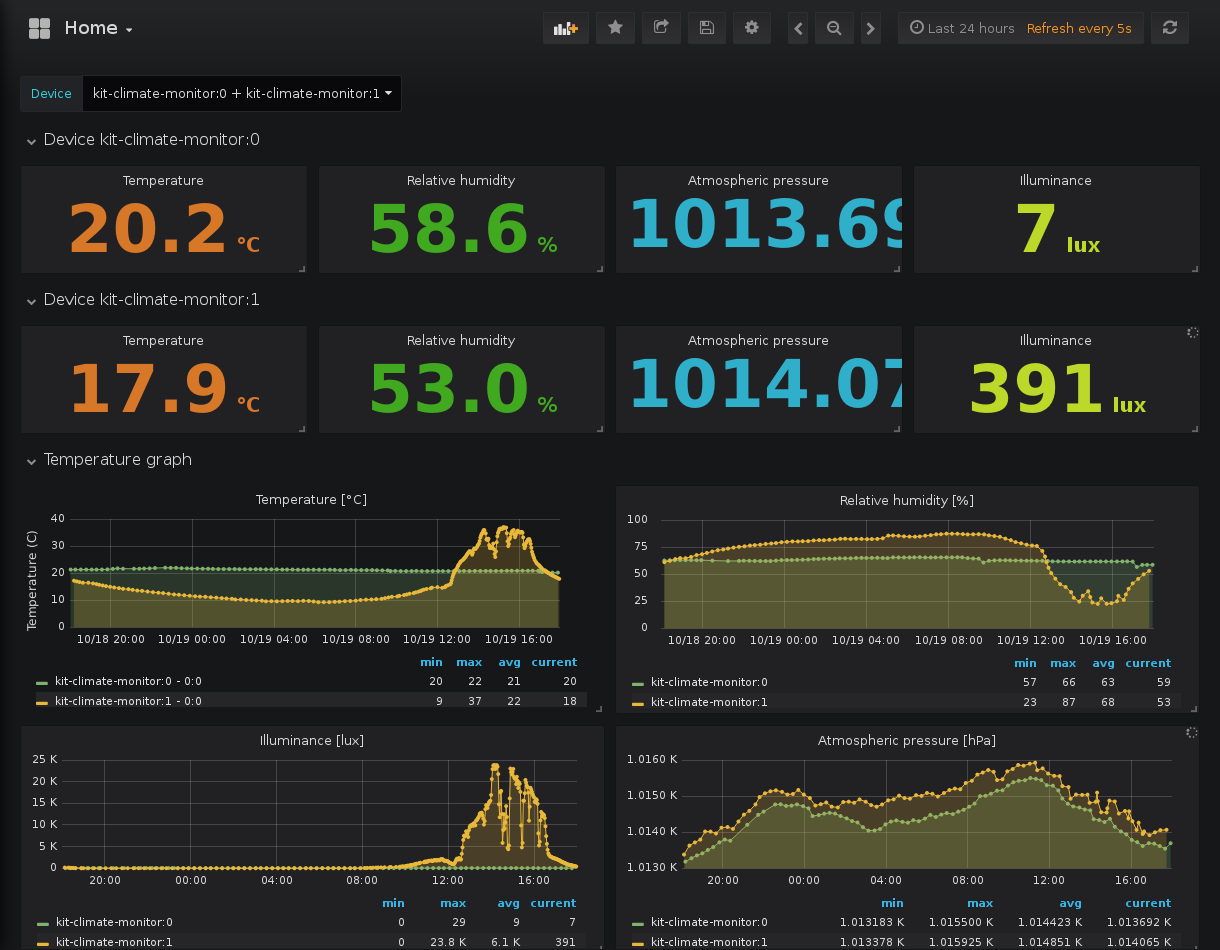 Home
Last 24 hours Refresh every 5s
Device kit-climate-monitor:0 + kit-climate-monitor:1
Device kit-climate-monitor:0
Temperature Relative humidity Atmospheric pressure Illuminance
20.2 °C 58.6 % 1013.69 7 lux
Device kit-climate-monitor:1
Temperature Relative humidity Atmospheric pressure Illuminance
17.9 °C 53.0 % 1014.07 391 lux
Temperature graph
Temperature [°C]
Temperature (C)
40
30
20
10
0
10/18 20:00 10/19 00:00 10/19 04:00 10/19 08:00 10/19 12:00 10/19 16:00
min max avg current
kit-climate-monitor:0 - 0:0 20 22 21 20
kit-climate-monitor:1 - 0:0 9 37 22 18
Relative humidity [%]
100
75
50
25
0
10/18 20:00 10/19 00:00 10/19 04:00 10/19 08:00 10/19 12:00 10/19 16:00
min max avg current
kit-climate-monitor:0 57 66 63 59
kit-climate-monitor:1 23 87 68 53
Illuminance [lux]
25 K
20 K
15 K
10 K
5 K
0
20:00 00:00 04:00 08:00 12:00 16:00
min max avg current
kit-climate-monitor:0 0 29 9 7
kit-climate-monitor:1 0 23.8 K 6.1 K 391
Atmospheric pressure [hPa]
1.0160 K
1.0150 K
1.0140 K
1.0130 K
20:00 00:00 04:00 08:00 12:00 16:00
min max avg current
kit-climate-monitor:0 1.013183 K 1.015500 K 1.014423 K 1.013692 K
kit-climate-monitor:1 1.013378 K 1.015925 K 1.014851 K 1.014065 K